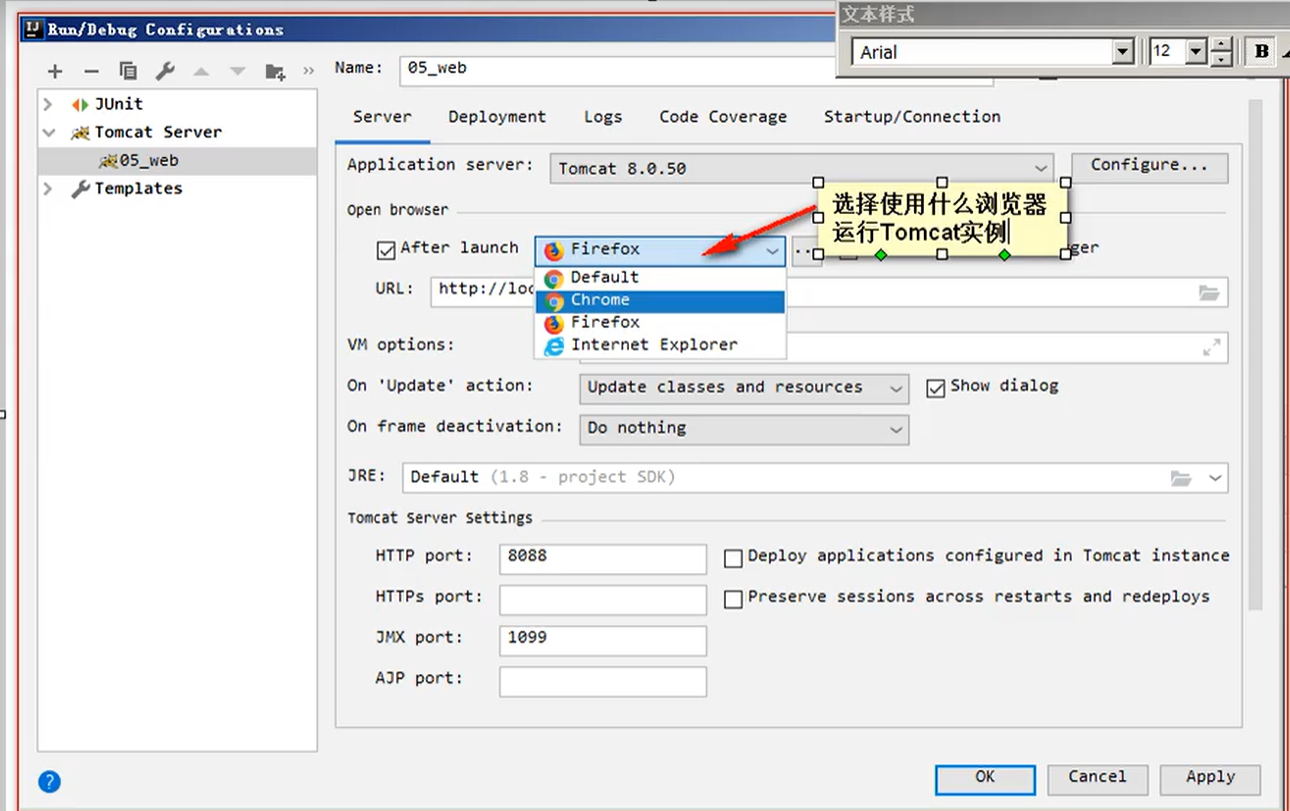 文本样式
Arial
12
B
Run/Debug Configurations
Name: 05_web
JUnit
Tomcat Server
05_web
Templates
Server Deployment Logs Code Coverage Startup/Connection
Application server: Tomcat 8.0.50 Configure...
选择使用什么浏览器
运行Tomcat实例
Open browser
After launch Firefox
Default
Chrome
Firefox
Internet Explorer
URL: http://loc
VM options:
On 'Update' action: Update classes and resources Show dialog
On frame deactivation: Do nothing
JRE: Default (1.8 - project SDK)
Tomcat Server Settings
HTTP port: 8088 Deploy applications configured in Tomcat instance
HTTPs port: Preserve sessions across restarts and redeploys
JMX port: 1099
AJP port:
OK Cancel Apply